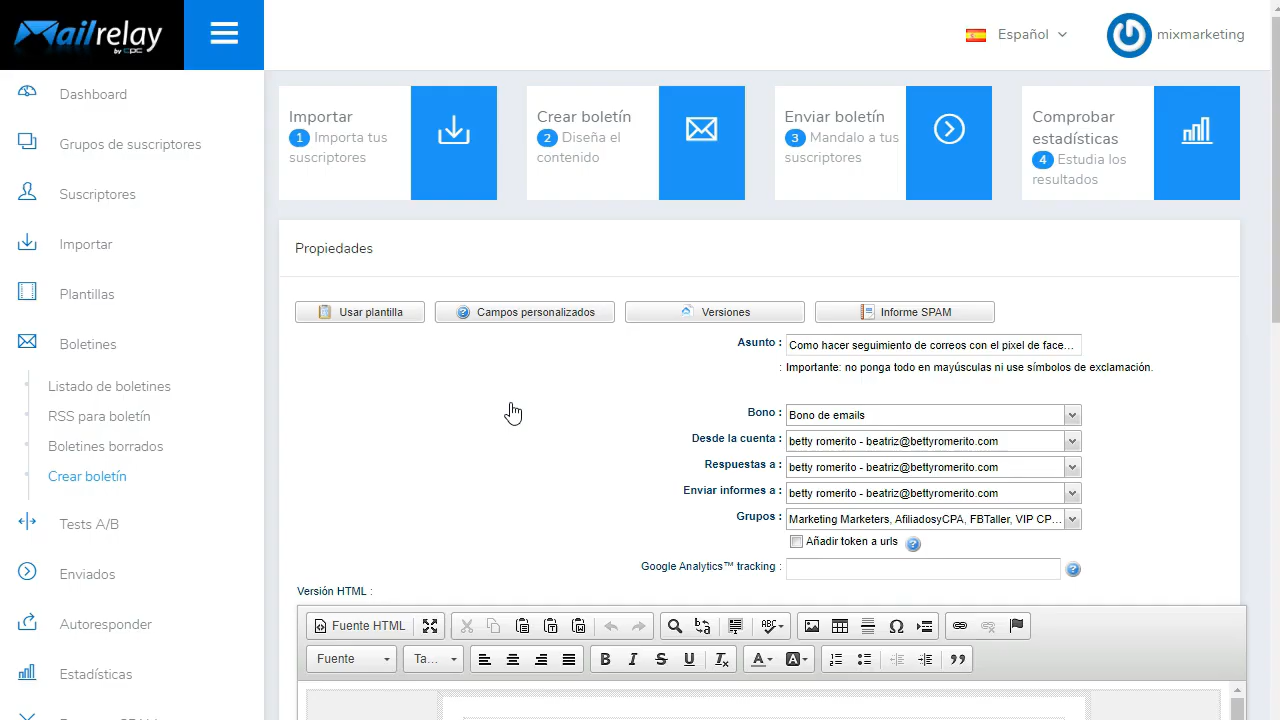 Mailrelay
by cpc
Español
mixmarketing
Dashboard
Grupos de suscriptores
Suscriptores
Importar
Plantillas
Boletines
Listado de boletines
RSS para boletín
Boletines borrados
Crear boletín
Tests A/B
Enviados
Autoresponder
Estadísticas
Importar
1 Importa tus
suscriptores
Crear boletín
2 Diseña el
contenido
Enviar boletín
3 Mandalo a tus
suscriptores
Comprobar
estadísticas
4 Estudia los
resultados
Propiedades
Usar plantilla
Campos personalizados
Versiones
Informe SPAM
Asunto : Como hacer seguimiento de correos con el pixel de face...
: Importante: no ponga todo en mayúsculas ni use símbolos de exclamación.
Bono : Bono de emails
Desde la cuenta : betty romerito - beatriz@bettyromerito.com
Respuestas a : betty romerito - beatriz@bettyromerito.com
Enviar informes a : betty romerito - beatriz@bettyromerito.com
Grupos : Marketing Marketers, AfiliadosyCPA, FBTaller, VIP CP...
Añadir token a urls
Google Analytics™ tracking :
Versión HTML :
Fuente HTML
Fuente
Ta...